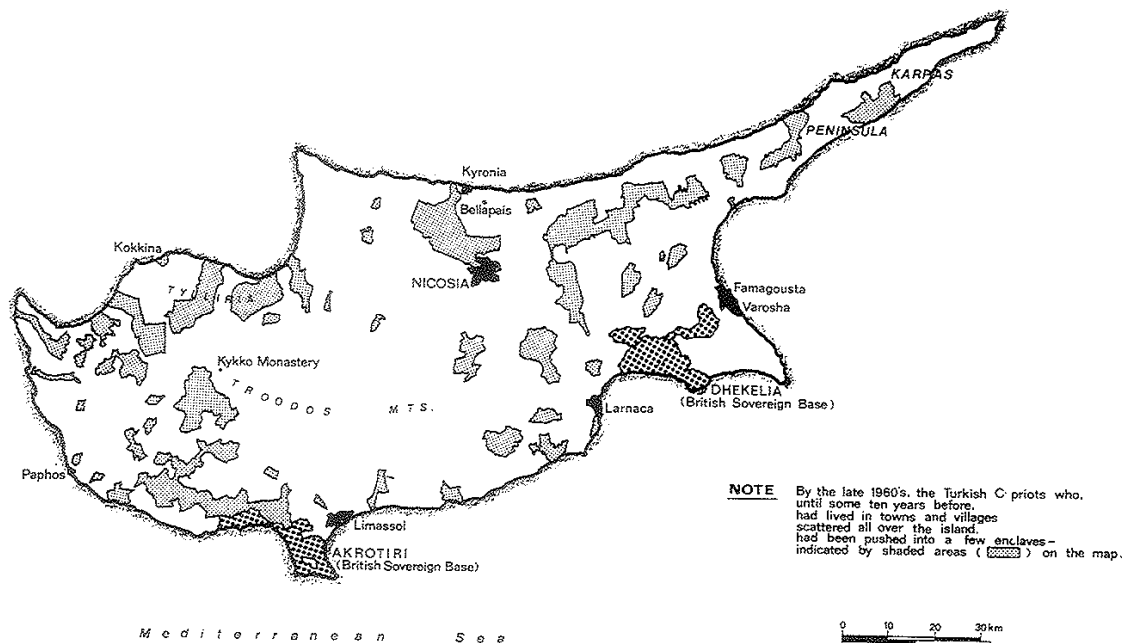 KARPAS
PENINSULA
Kyronia
Bellapais
Kokkina
NICOSIA
TYLLIRIA
Famagousta
Varosha
Kykko Monastery
TROODOS MTS.
DHEKELIA
(British Sovereign Base)
Larnaca
Paphos
Limassol
AKROTIRI
(British Sovereign Base)
NOTE By the late 1960's, the Turkish C priots who,
until some ten years before,
had lived in towns and villages
scattered all over the island,
had been pushed into a few enclaves-
indicated by shaded areas ( ) on the map.
Mediterranean Sea
0 10 20 30km